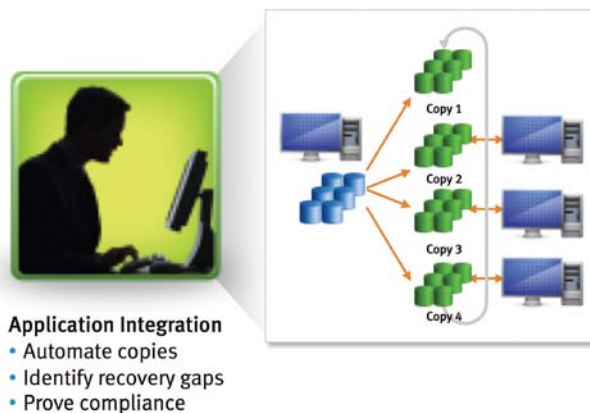 Copy 1
Copy 2
Copy 3
Copy 4
Application Integration
• Automate copies
• Identify recovery gaps
• Prove compliance